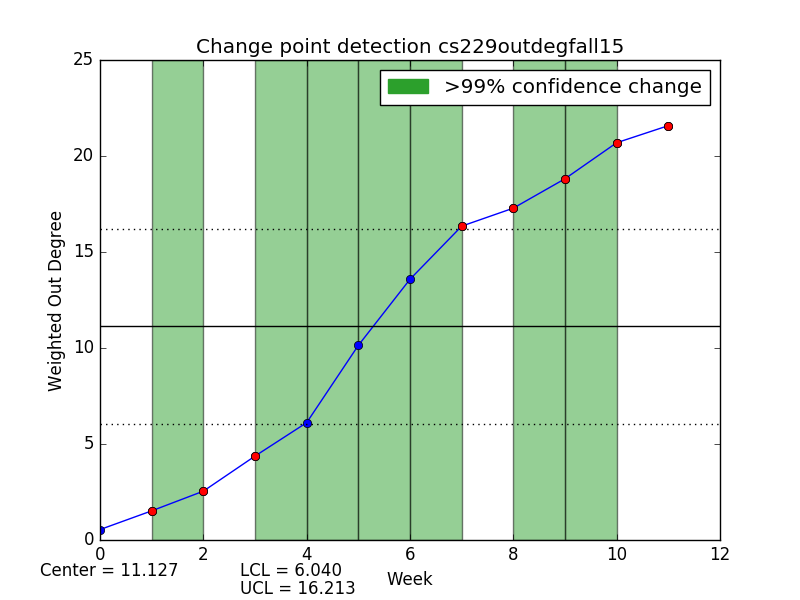 Change point detection cs229outdegfall15
>99% confidence change
25
20
15
10
5
0
Weighted Out Degree
0 2 4 6 8 10 12
Center = 11.127 LCL = 6.040
Week
UCL = 16.213